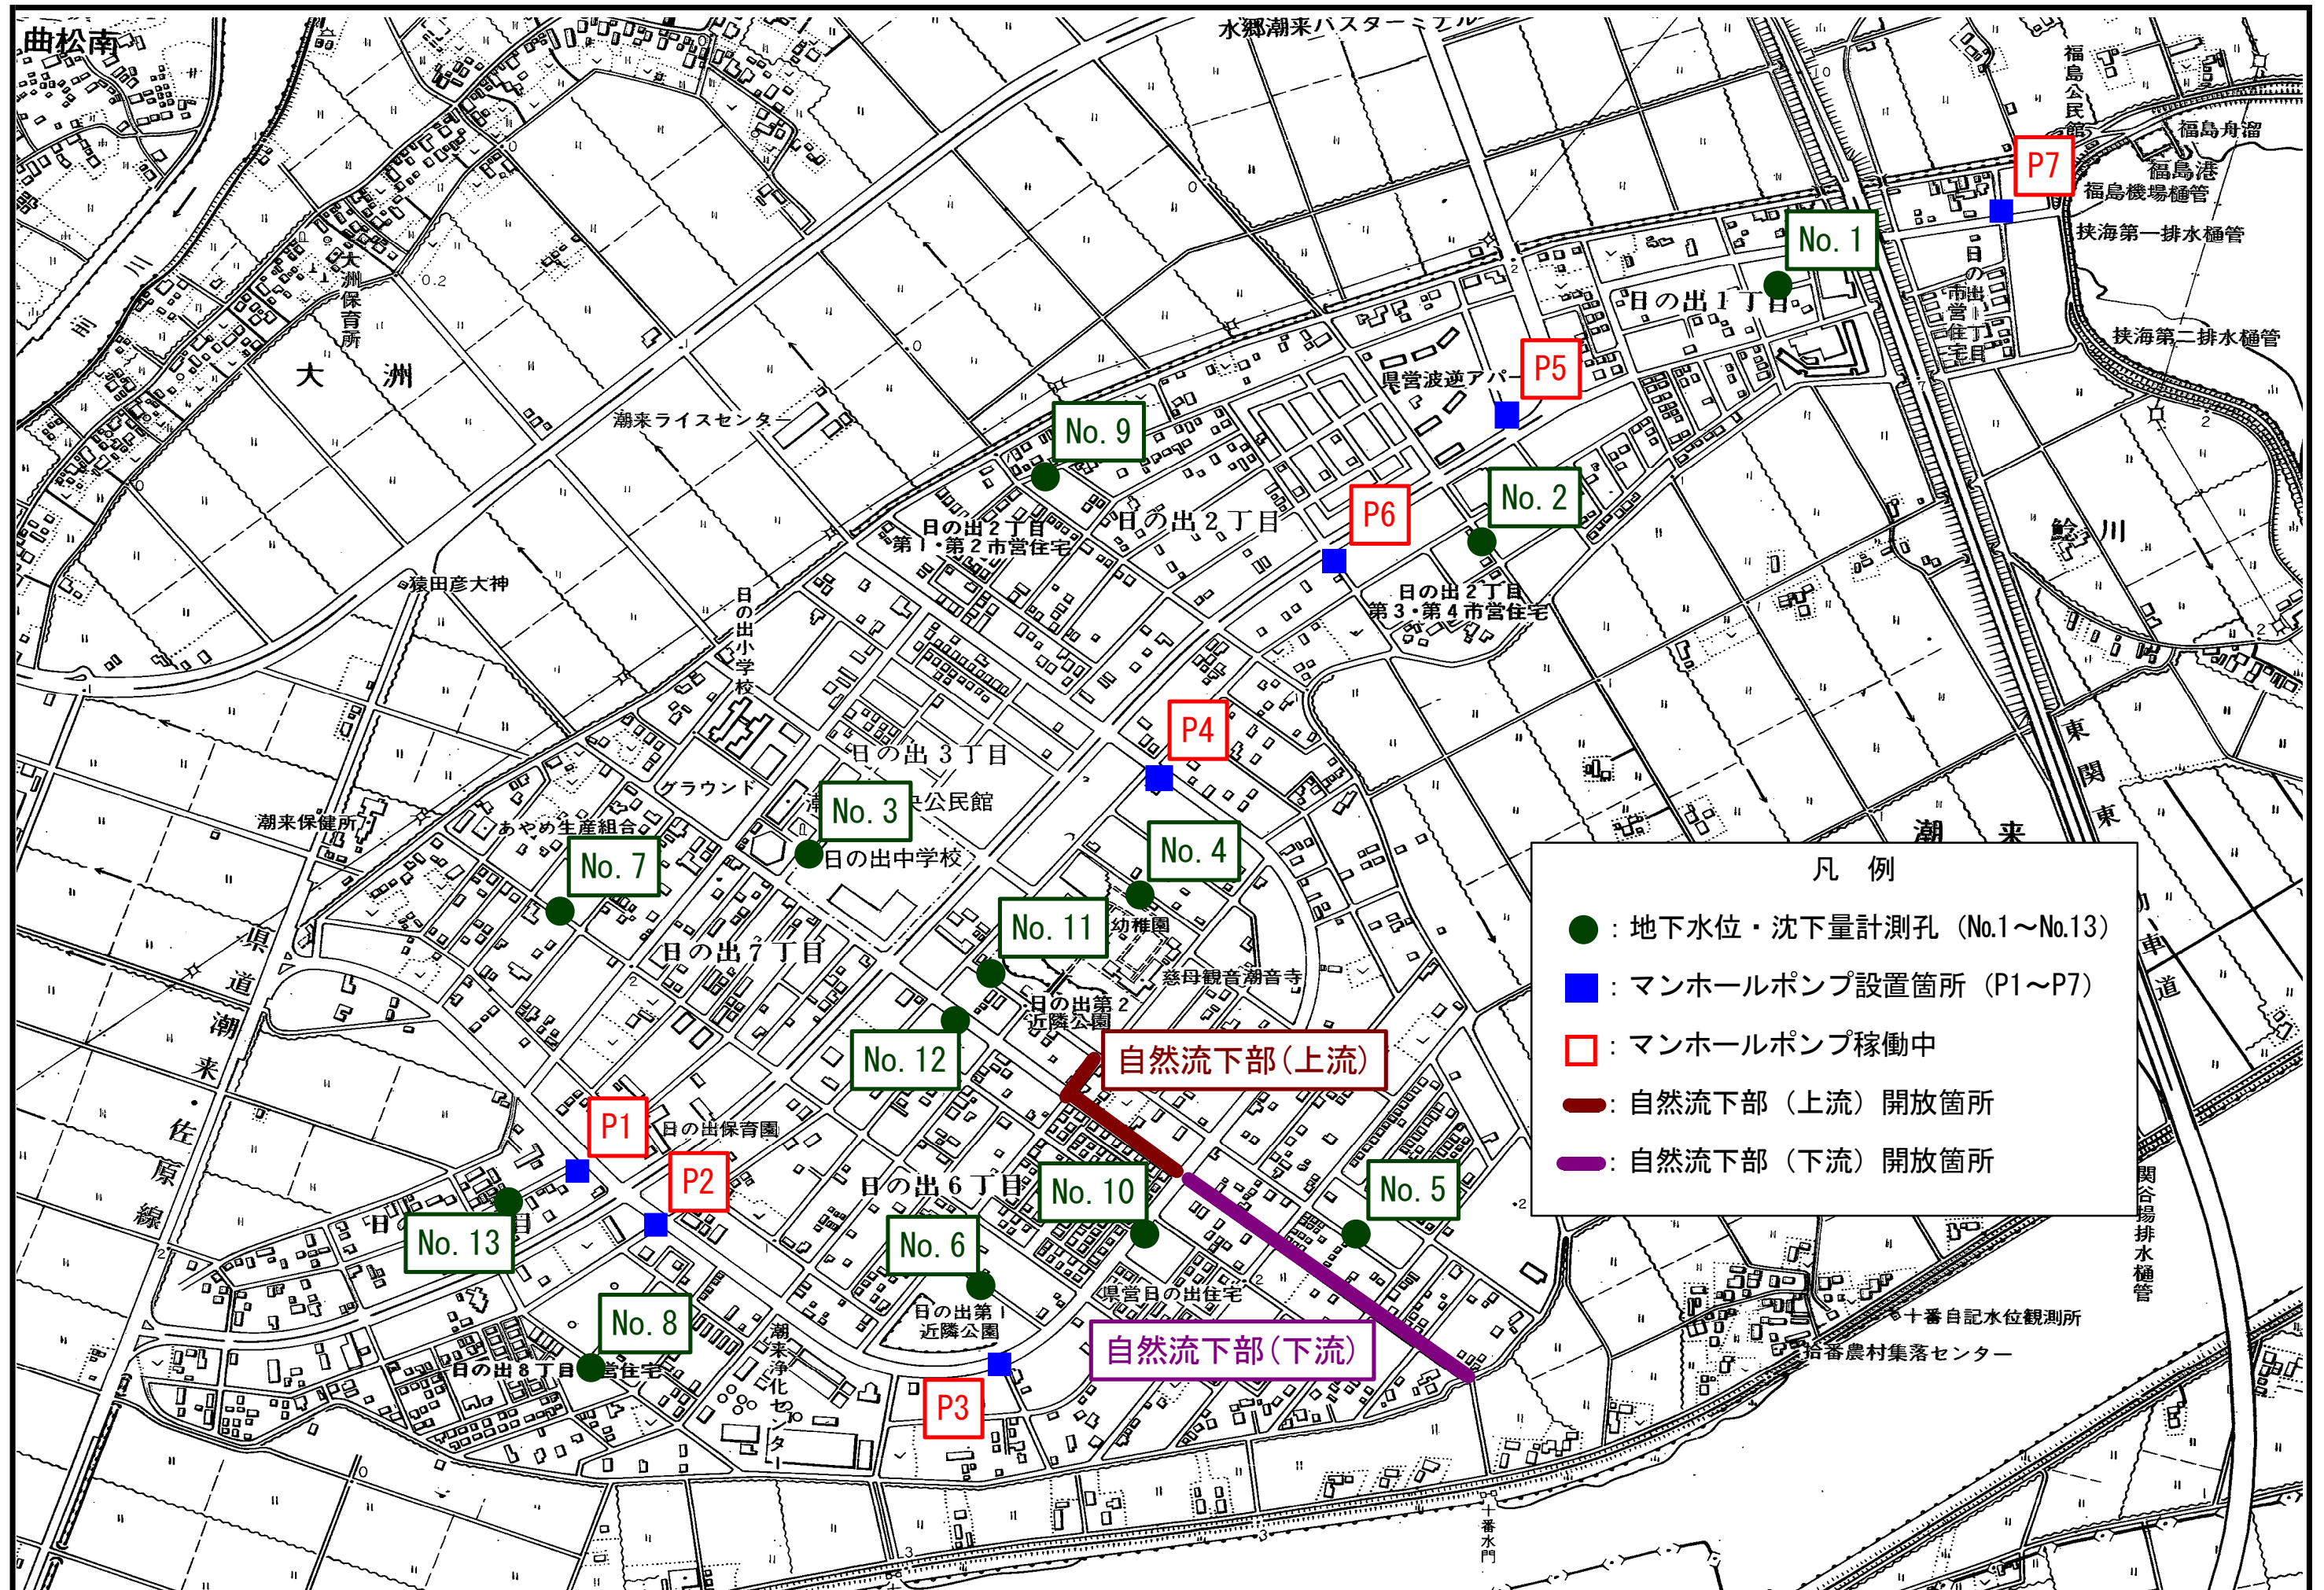 曲松南
水郷潮来バスターミナル
福島公民館
福島舟溜
福島港
福島機場樋管
P7
挟海第一排水樋管
No. 1
日の出1丁目
日の出1丁目
市営住宅
挟海第二排水樋管
大洲保育所
大 洲
潮来ライスセンター
県営波逆アパー
P5
No. 9
No. 2
P6
日の出2丁目
日の出2丁目
第1・第2市営住宅
鯰 川
猿田彦大神
日の出2丁目
第3・第4市営住宅
日の出小学校
P4
日の出3丁目
グラウンド
No. 3
央公民館
潮来保健所
あやめ生産組合
No. 7
日の出中学校
No. 4
潮 来
No. 11
幼稚園
日の出7丁目
慈母観音潮音寺
日の出第2
近隣公園
No. 12
自然流下部(上流)
県道潮来・佐原線
東関東
動車道
凡 例
:地下水位・沈下量計測孔 (No.1～No.13)
:マンホールポンプ設置箇所 (P1～P7)
:マンホールポンプ稼働中
:自然流下部 (上流) 開放箇所
:自然流下部 (下流) 開放箇所
P1
日の出保育園
P2
日の出6丁目
No. 10
No. 5
No. 13
No. 6
県営日の出住宅
日の出第1
近隣公園
No. 8
日の出8丁目
営住宅
潮来浄化センター
自然流下部(下流)
P3
関谷揚排水樋管
十番自記水位観測所
拾番農村集落センター
十番水門